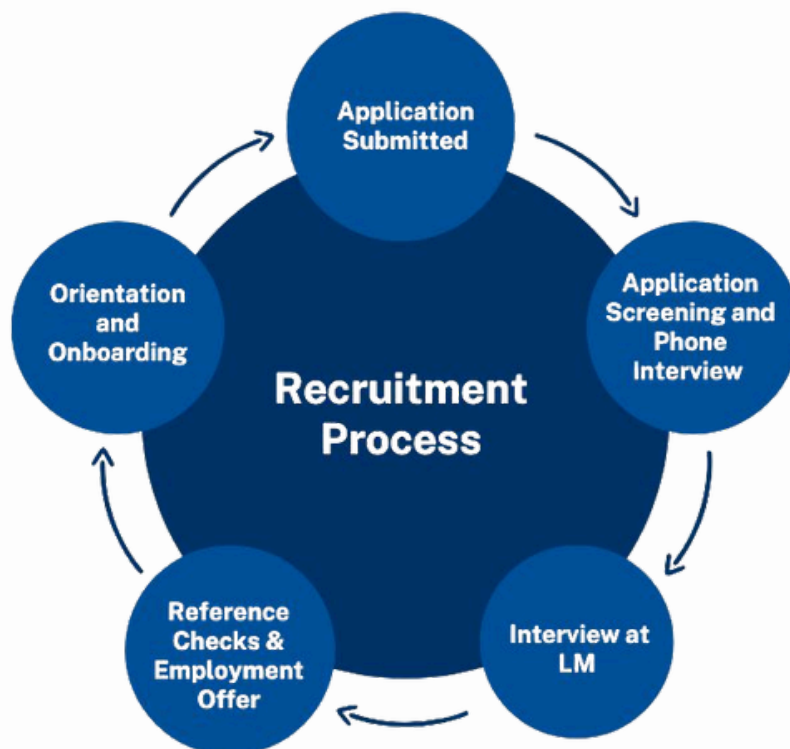 Application
Submitted
Application
Screening and
Phone
Interview
Interview at
LM
Reference
Checks &
Employment
Offer
Orientation
and
Onboarding
Recruitment
Process